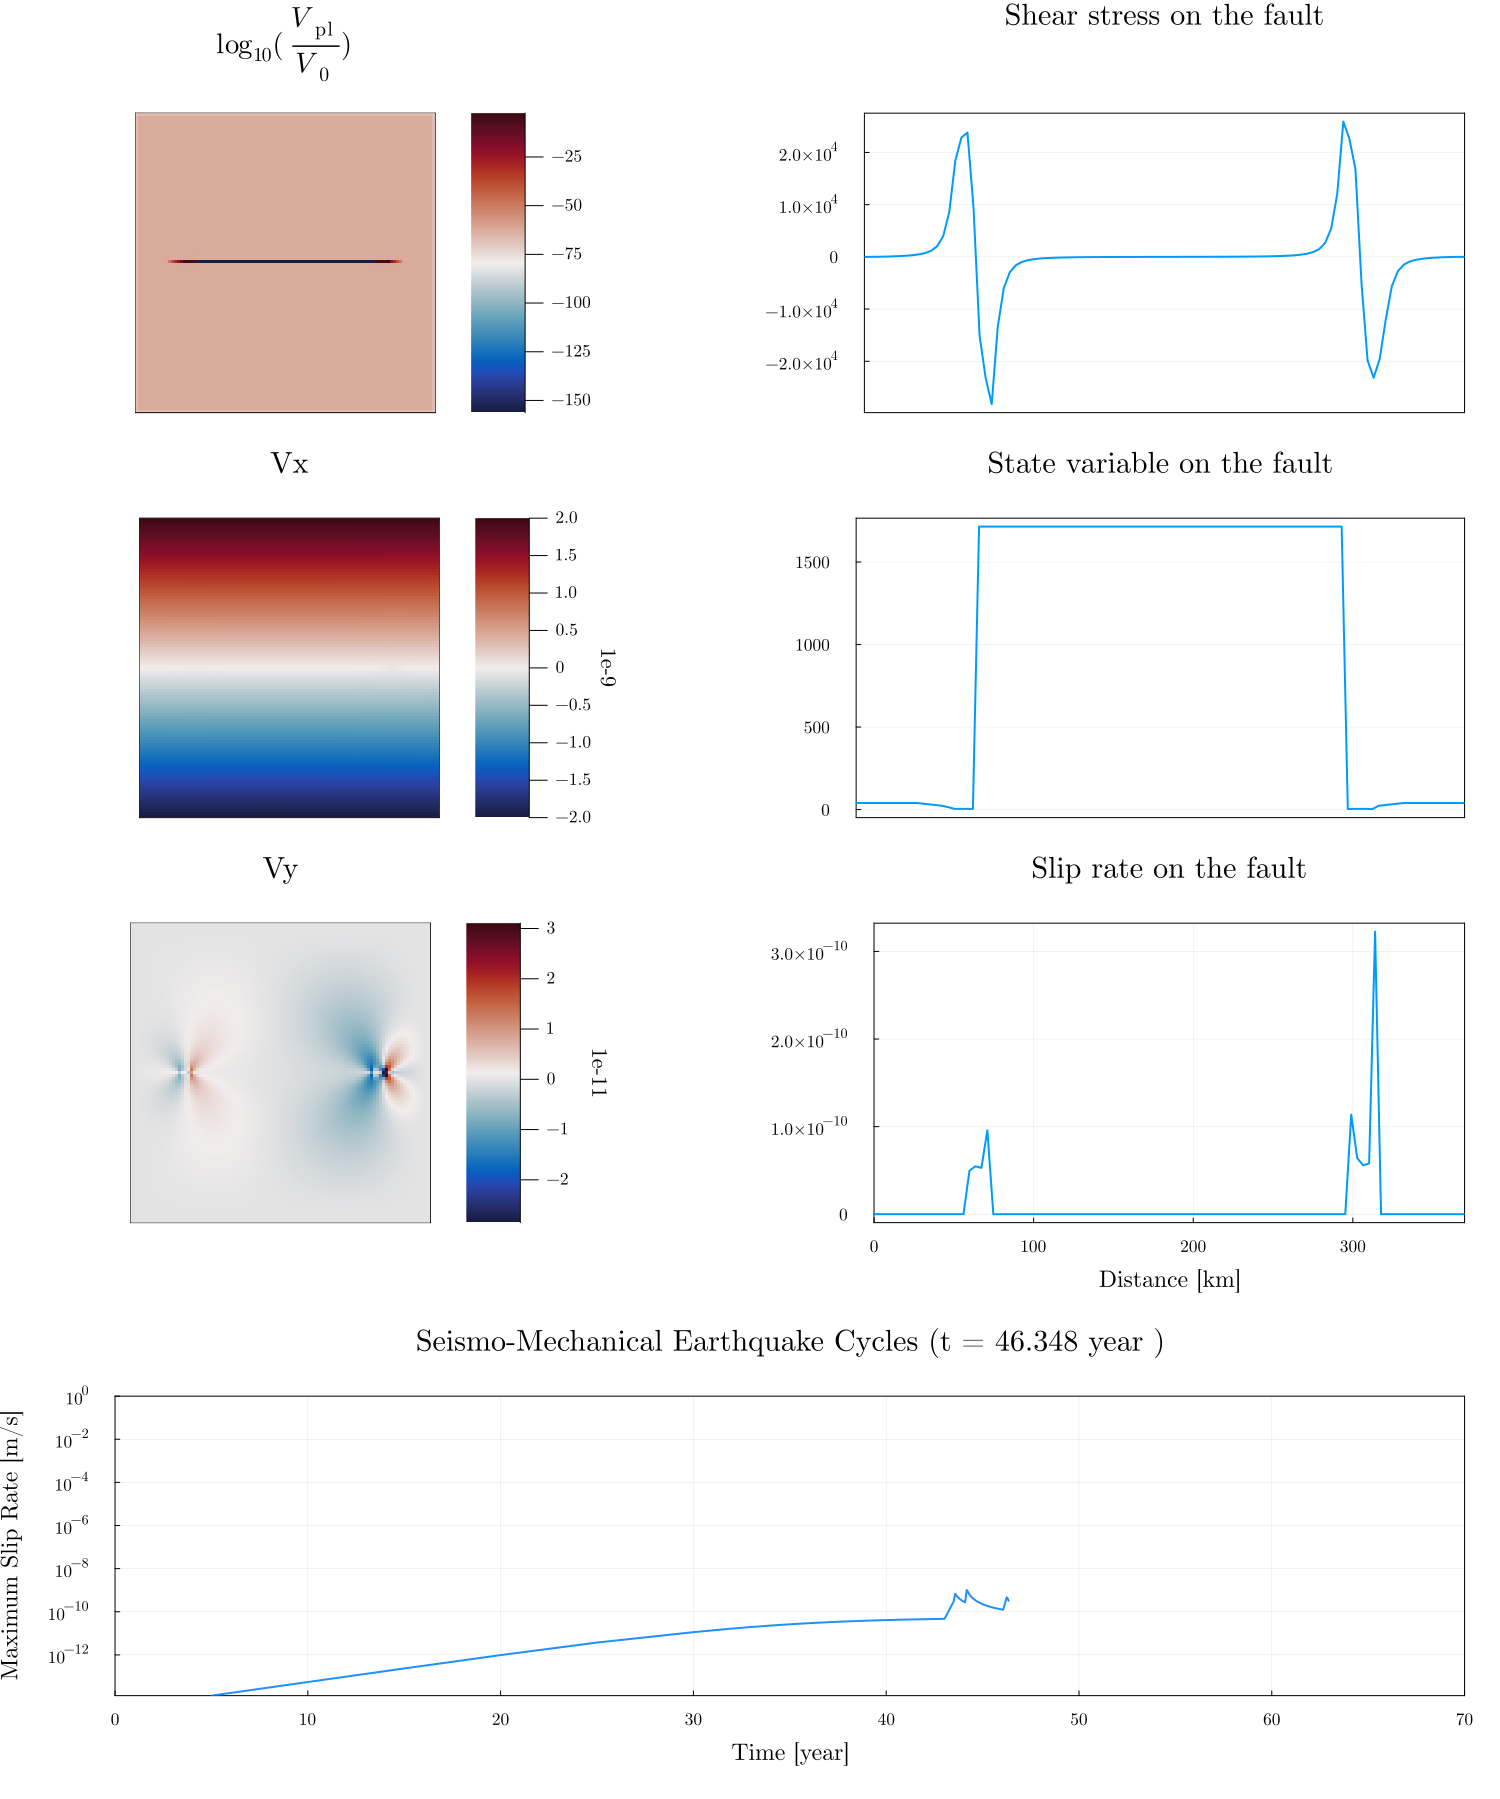 log₁₀( V_pl / V_0 )
−25
−50
−75
−100
−125
−150
Shear stress on the fault
2.0×10⁴
1.0×10⁴
0
−1.0×10⁴
−2.0×10⁴
Vx
2.0
1.5
1.0
0.5
0
−0.5
−1.0
−1.5
−2.0
1e-9
State variable on the fault
1500
1000
500
0
Vy
3
2
1
0
−1
−2
1e-11
Slip rate on the fault
3.0×10⁻¹⁰
2.0×10⁻¹⁰
1.0×10⁻¹⁰
0
0 100 200 300
Distance [km]
Seismo-Mechanical Earthquake Cycles (t = 46.348 year )
Maximum Slip Rate [m/s]
10⁰
10⁻²
10⁻⁴
10⁻⁶
10⁻⁸
10⁻¹⁰
10⁻¹²
0 10 20 30 40 50 60 70
Time [year]